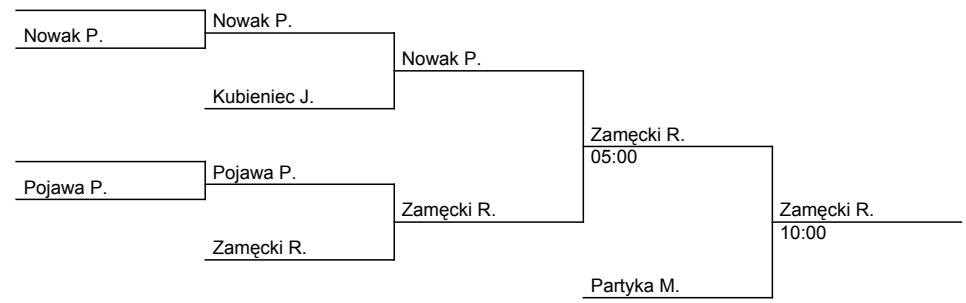 Nowak P.
Nowak P.
Nowak P.
Kubieniec J.
Zamęcki R.
05:00
Pojawa P.
Pojawa P.
Zamęcki R.
Zamęcki R.
Zamęcki R.
10:00
Partyka M.